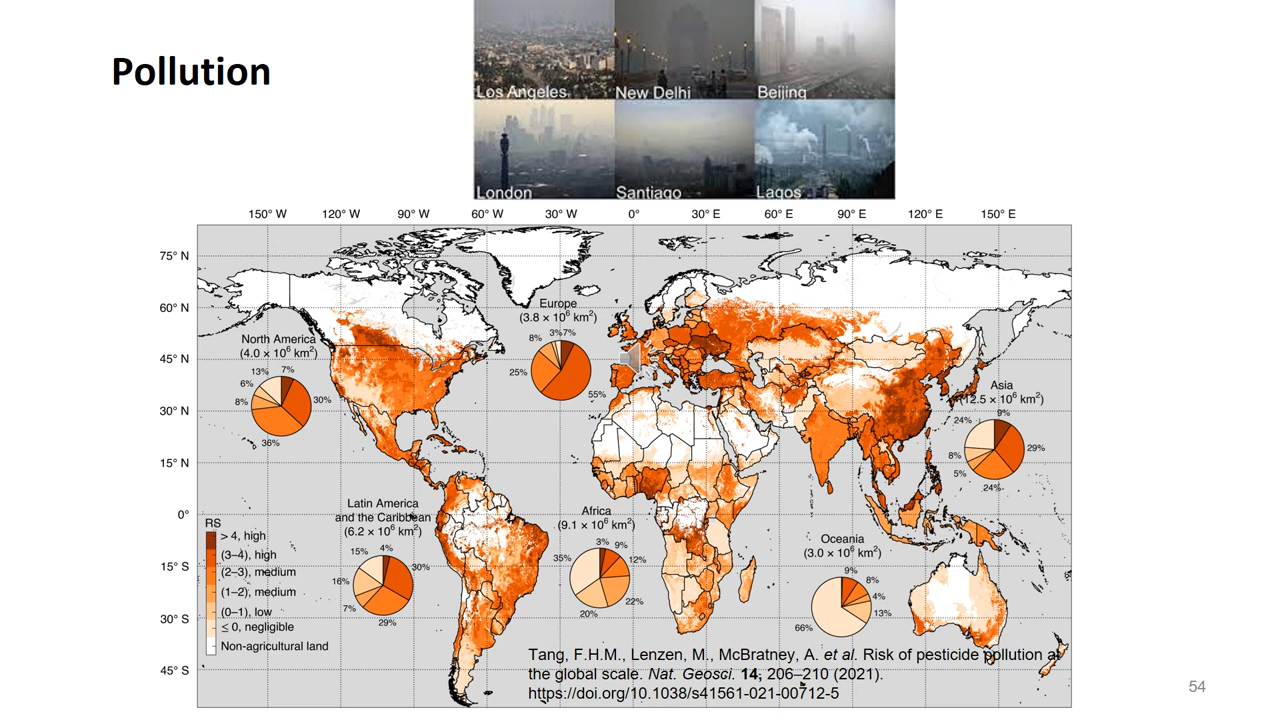 Pollution
Los Angeles
New Delhi
Beijing
London
Santiago
Lagos
150° W
120° W
90° W
60° W
30° W
0°
30° E
60° E
90° E
120° E
150° E
75° N
60° N
45° N
30° N
15° N
0°
15° S
30° S
45° S
North America
(4.0 × 10⁶ km²)
13%
7%
6%
8%
30%
36%
Europe
(3.8 × 10⁶ km²)
8%
3%
7%
25%
55%
Asia
(12.5 × 10⁶ km²)
24%
9%
29%
8%
5%
24%
Latin America
and the Caribbean
(6.2 × 10⁶ km²)
15%
4%
30%
16%
7%
29%
Africa
(9.1 × 10⁶ km²)
3%
9%
35%
12%
22%
20%
Oceania
(3.0 × 10⁶ km²)
9%
8%
4%
13%
66%
RS
> 4, high
(3–4), high
(2–3), medium
(1–2), medium
(0–1), low
≤ 0, negligible
Non-agricultural land
Tang, F.H.M., Lenzen, M., McBratney, A. et al. Risk of pesticide pollution at
the global scale. Nat. Geosci. 14, 206–210 (2021).
https://doi.org/10.1038/s41561-021-00712-5
54